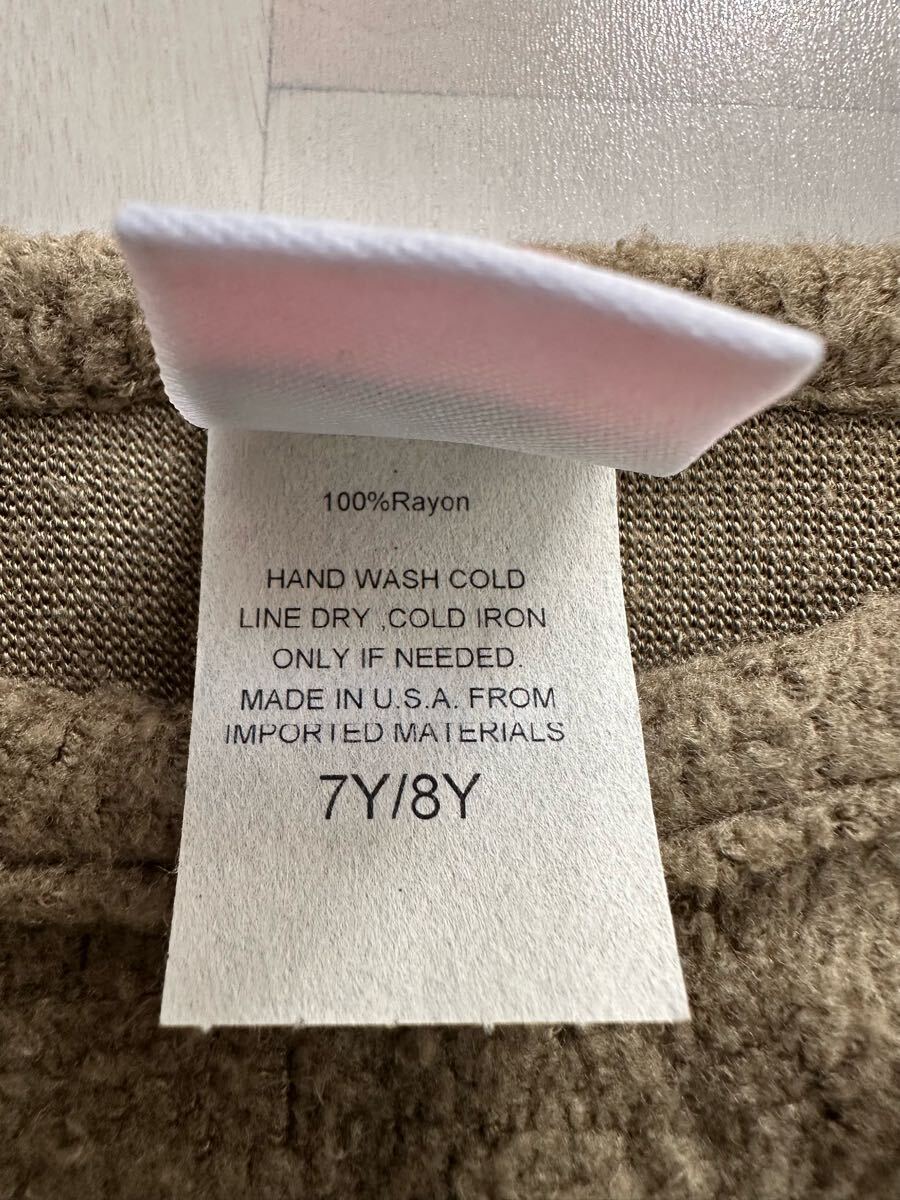 100%Rayon
HAND WASH COLD
LINE DRY ,COLD IRON
ONLY IF NEEDED.
MADE IN U.S.A. FROM
IMPORTED MATERIALS
7Y/8Y